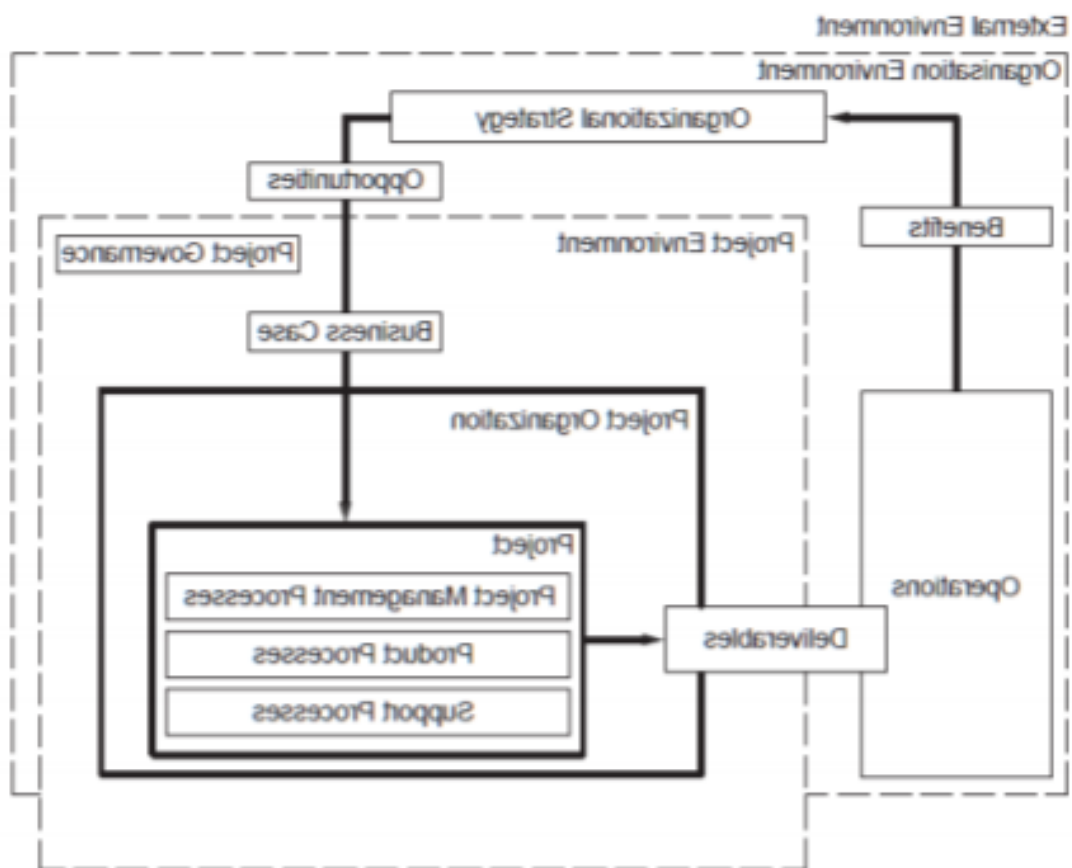 External Environment
Organisation Environment
Organizational Strategy
Opportunities
Benefits
Project Environment
Project Governance
Business Case
Project Organization
Project
Project Management Processes
Product Processes
Support Processes
Deliverables
Operations